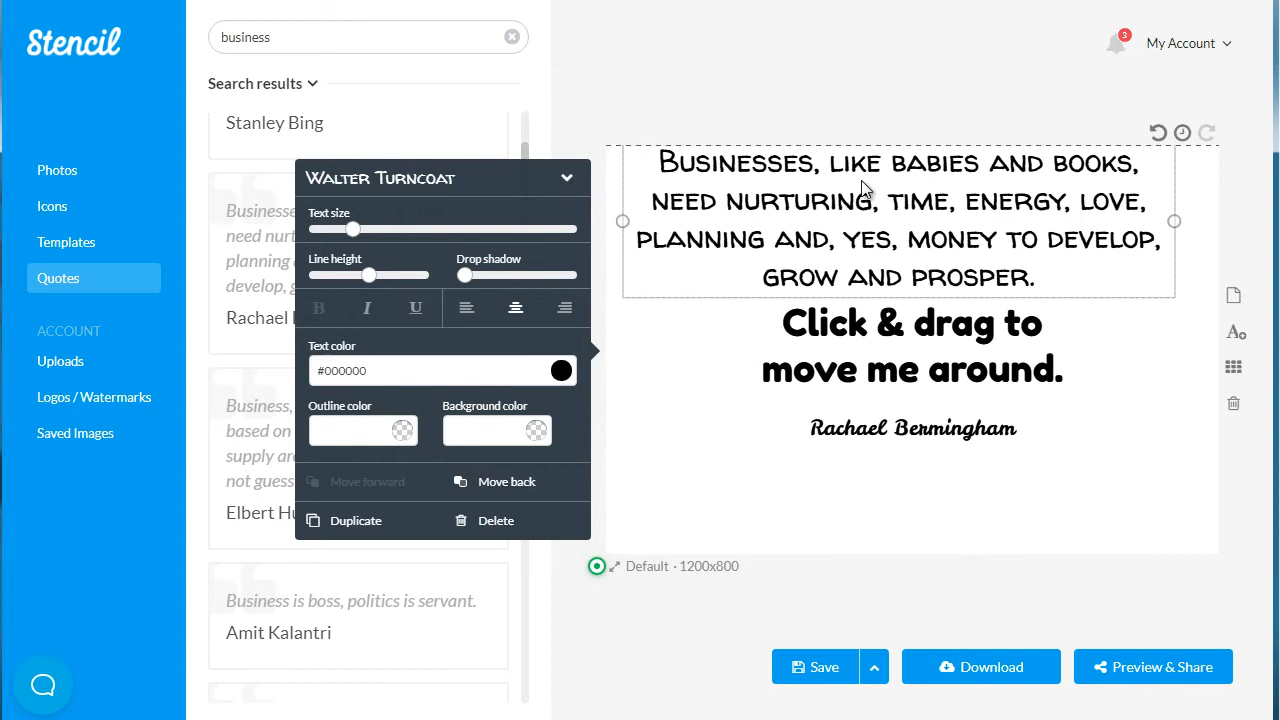 Stencil
Photos
Icons
Templates
Quotes
ACCOUNT
Uploads
Logos / Watermarks
Saved Images
business
Search results
Stanley Bing
Businesse
need nurt
planning
develop, g
Rachael
Business,
based on
supply
not guess
Elbert Hu
Business is boss, politics is servant.
Amit Kalantri
Walter Turncoat
Text size
Line height
Drop shadow
B
I
U
Text color
#000000
Outline color
Background color
Move forward
Move back
Duplicate
Delete
3
My Account
Businesses, like babies and books,
need nurturing, time, energy, love,
planning and, yes, money to develop,
grow and prosper.
Click & drag to
move me around.
Rachael Bermingham
Default · 1200x800
Save
Download
Preview & Share